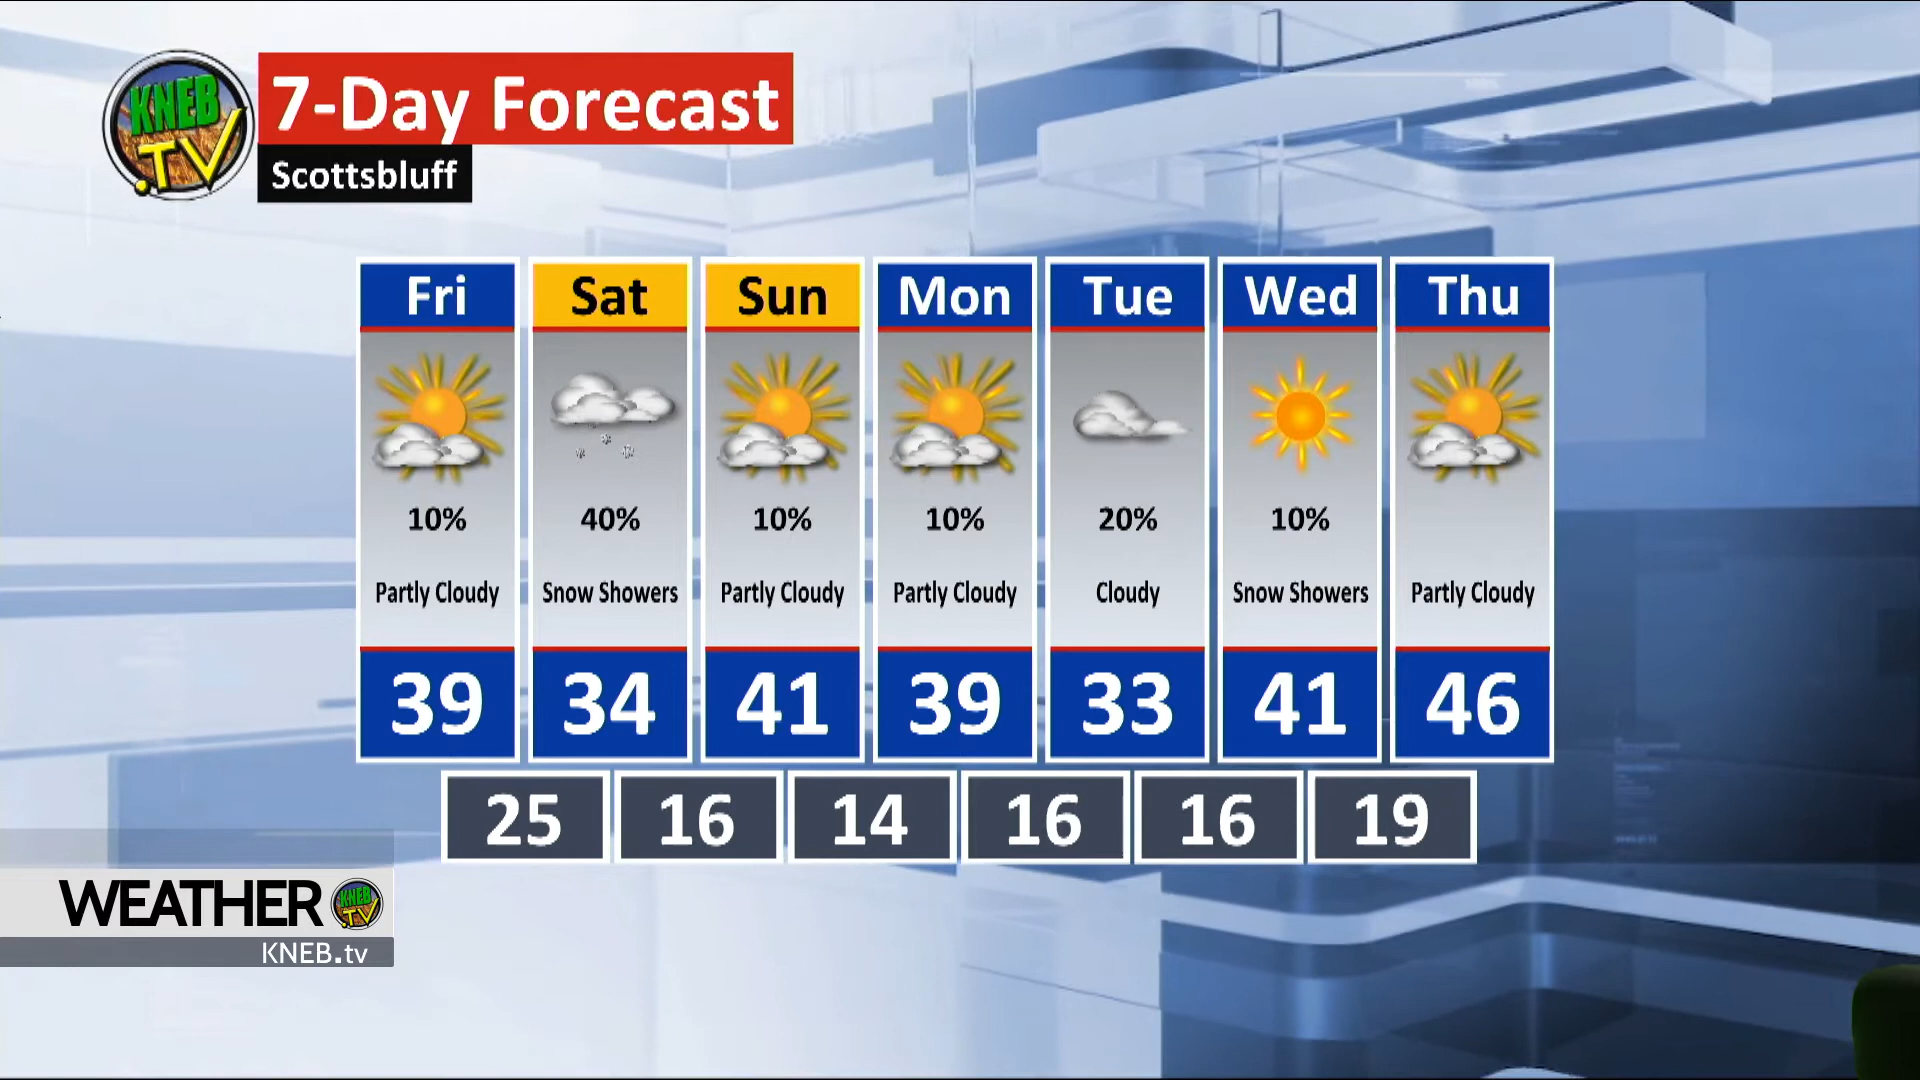 KNEB
.TV
7-Day Forecast
Scottsbluff
Fri Sat Sun Mon Tue Wed Thu
10% 40% 10% 10% 20% 10%
Partly Cloudy Snow Showers Partly Cloudy Partly Cloudy Cloudy Snow Showers Partly Cloudy
39 34 41 39 33 41 46
25 16 14 16 16 19
WEATHER KNEB .TV
KNEB.tv